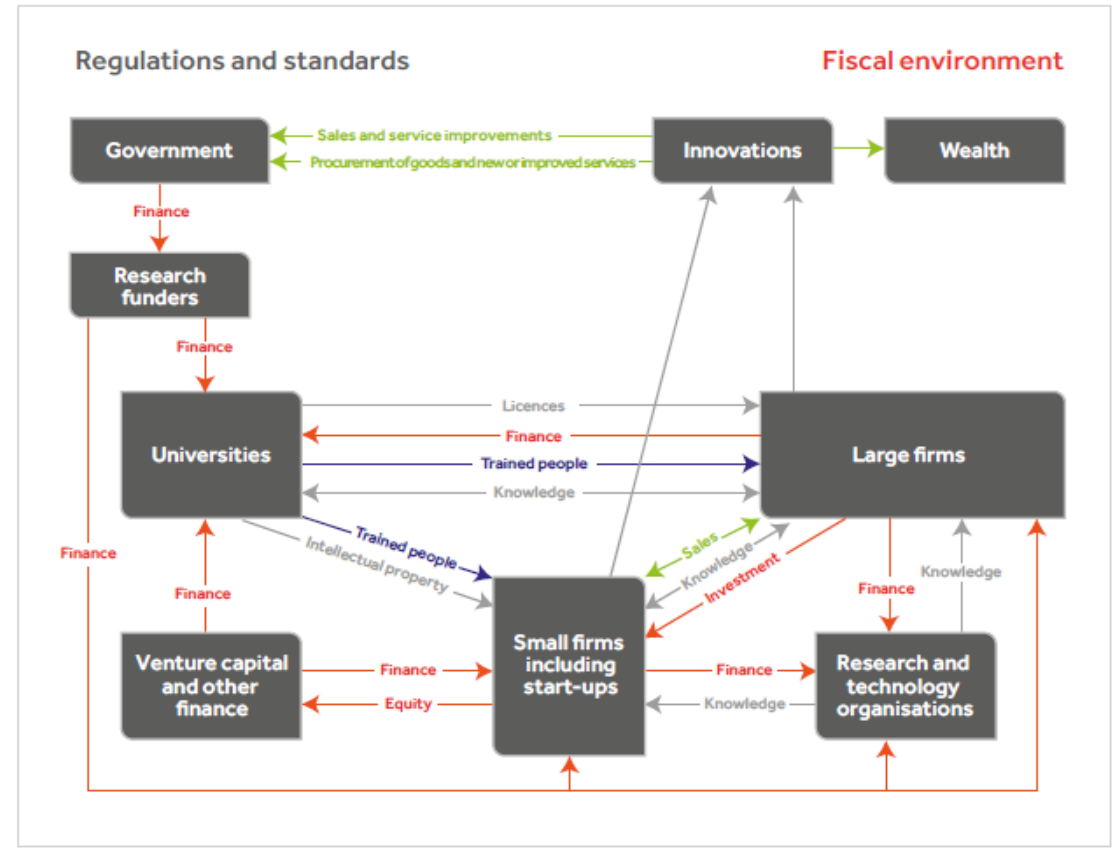 Regulations and standards
Fiscal environment
Government
Sales and service improvements
Procurement of goods and new or improved services
Innovations
Wealth
Finance
Research
funders
Finance
Universities
Licences
Finance
Trained people
Knowledge
Large firms
Finance
Trained people
Intellectual property
Sales
Knowledge
Investment
Finance
Knowledge
Finance
Venture capital
and other
finance
Finance
Equity
Small firms
including
start-ups
Finance
Knowledge
Research and
technology
organisations